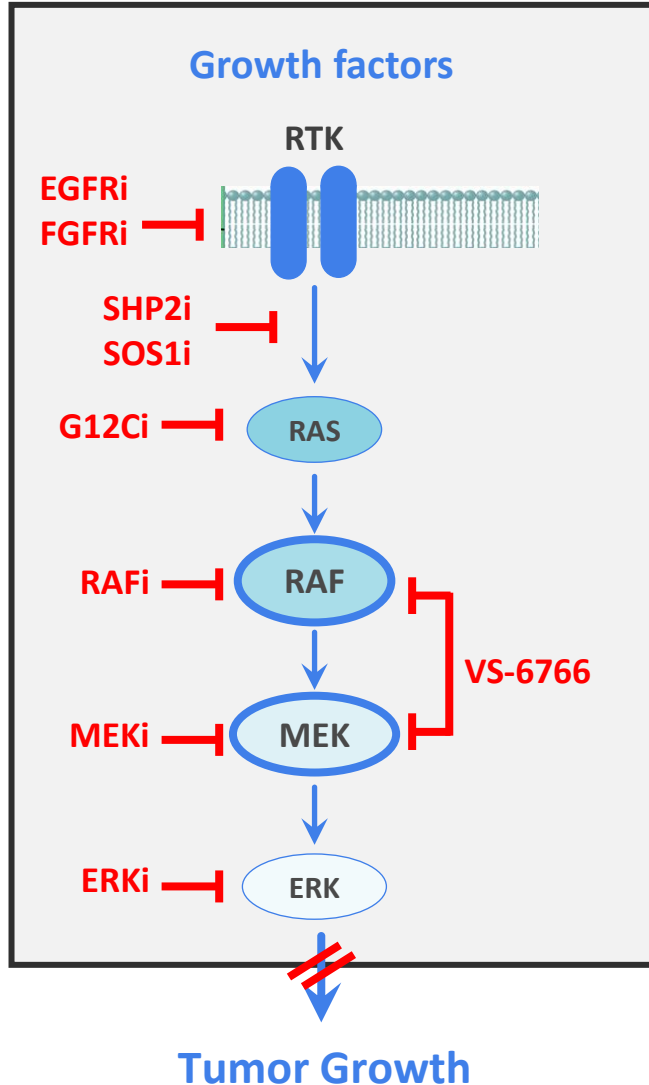 Growth factors
RTK
EGFRi
FGFRi
SHP2i
SOS1i
G12Ci
RAS
RAFi
RAF
VS-6766
MEKi
MEK
ERKi
ERK
Tumor Growth